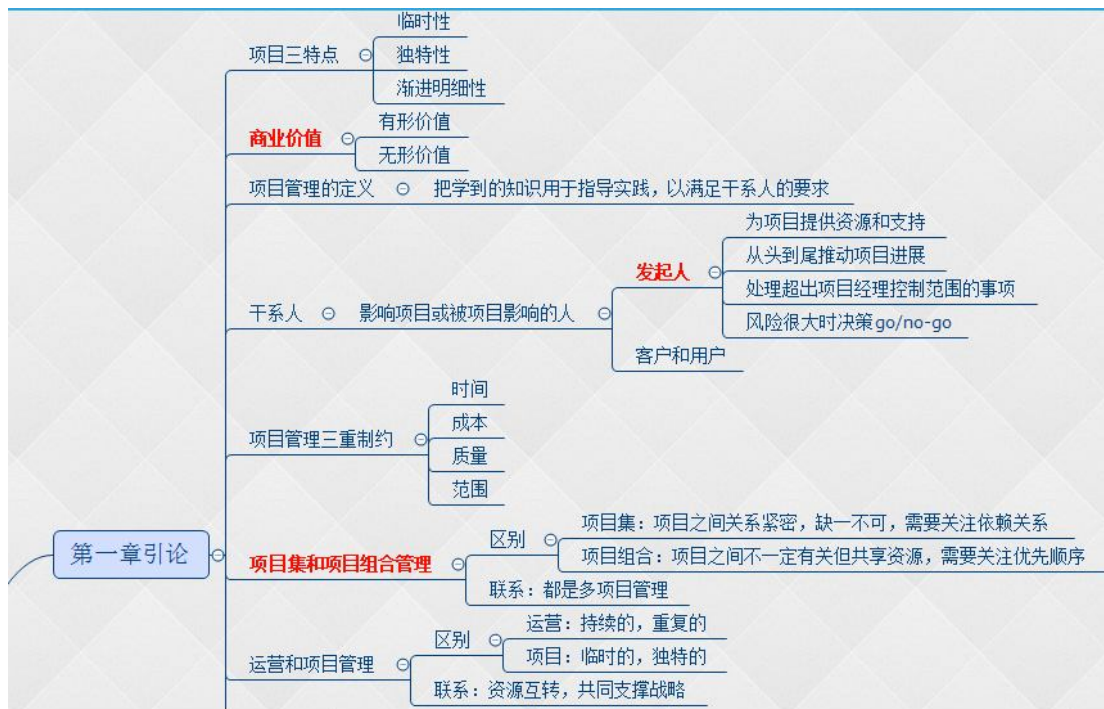 临时性
项目三特点
独特性
渐进明细性
商业价值
有形价值
无形价值
项目管理的定义
把学到的知识用于指导实践，以满足干系人的要求
干系人
影响项目或被项目影响的人
发起人
为项目提供资源和支持
从头到尾推动项目进展
处理超出项目经理控制范围的事项
风险很大时决策go/no-go
客户和用户
项目管理三重制约
时间
成本
质量
范围
第一章引论
项目集和项目组合管理
区别
项目集：项目之间关系紧密，缺一不可，需要关注依赖关系
项目组合：项目之间不一定有关但共享资源，需要关注优先顺序
联系：都是多项目管理
运营和项目管理
区别
运营：持续的，重复的
项目：临时的，独特的
联系：资源互转，共同支撑战略